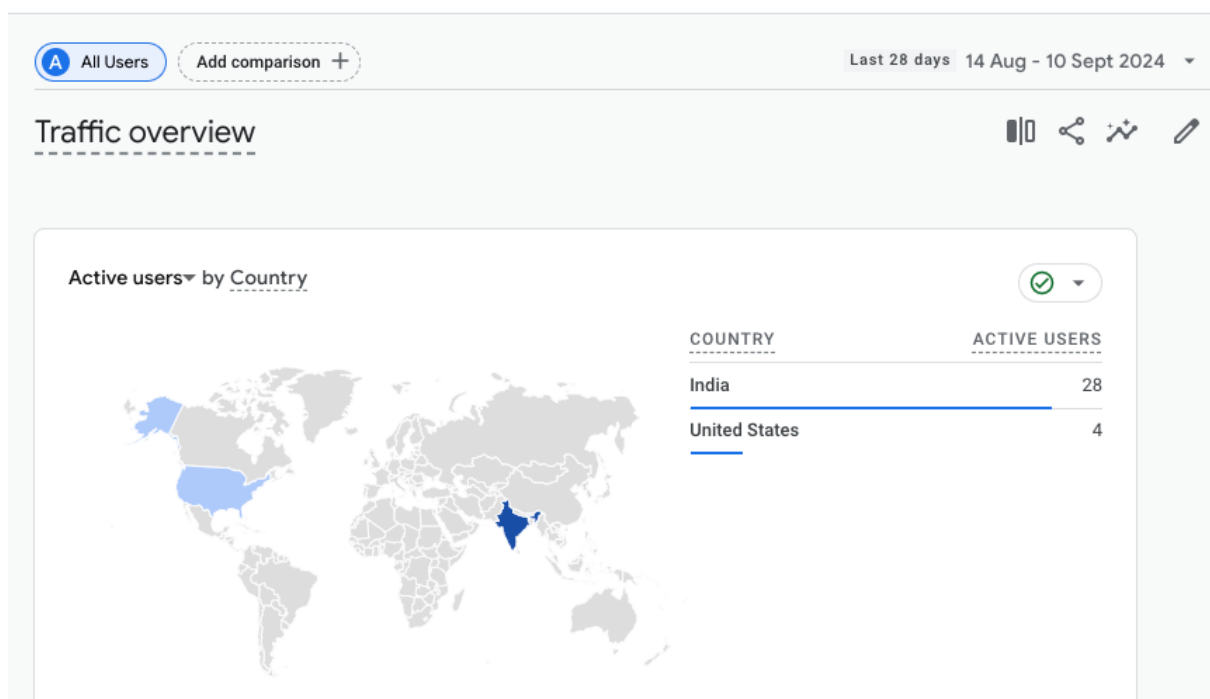 A All Users Add comparison + Last 28 days 14 Aug - 10 Sept 2024
Traffic overview
Active users by Country
COUNTRY ACTIVE USERS
India 28
United States 4